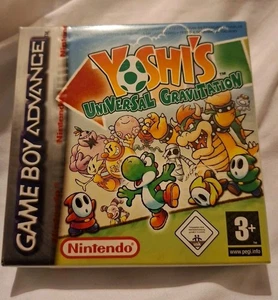 GAME BOY ADVANCE
YOSHI'S
UNIVERSAL GRAVITATION
Nintendo
3+
www.pegi.info